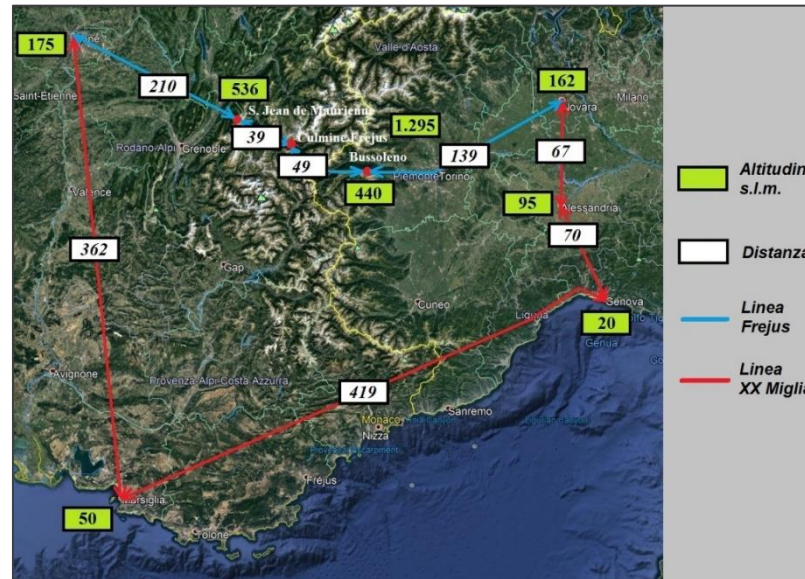 175
210
536
Saint-Etienne
S. Jean de Maurienne
39
Culmine Frejus
49
Bussoleno
1.295
Valle d'Aosta
162
Novara
Milano
Rodano-Alpi
Grenoble
139
67
Piemonte
Torino
440
95
Alessandria
70
Valence
362
Gap
Cuneo
Liguria
Genova
20
Genua
Avignone
Provenza-Alpi-Costa Azzurra
419
Monaco
Nizza
Sanremo
Fréjus
Marsiglia
50
Tolone
Altitudin
s.l.m.
Distanza
Linea
Frejus
Linea
XX Miglia